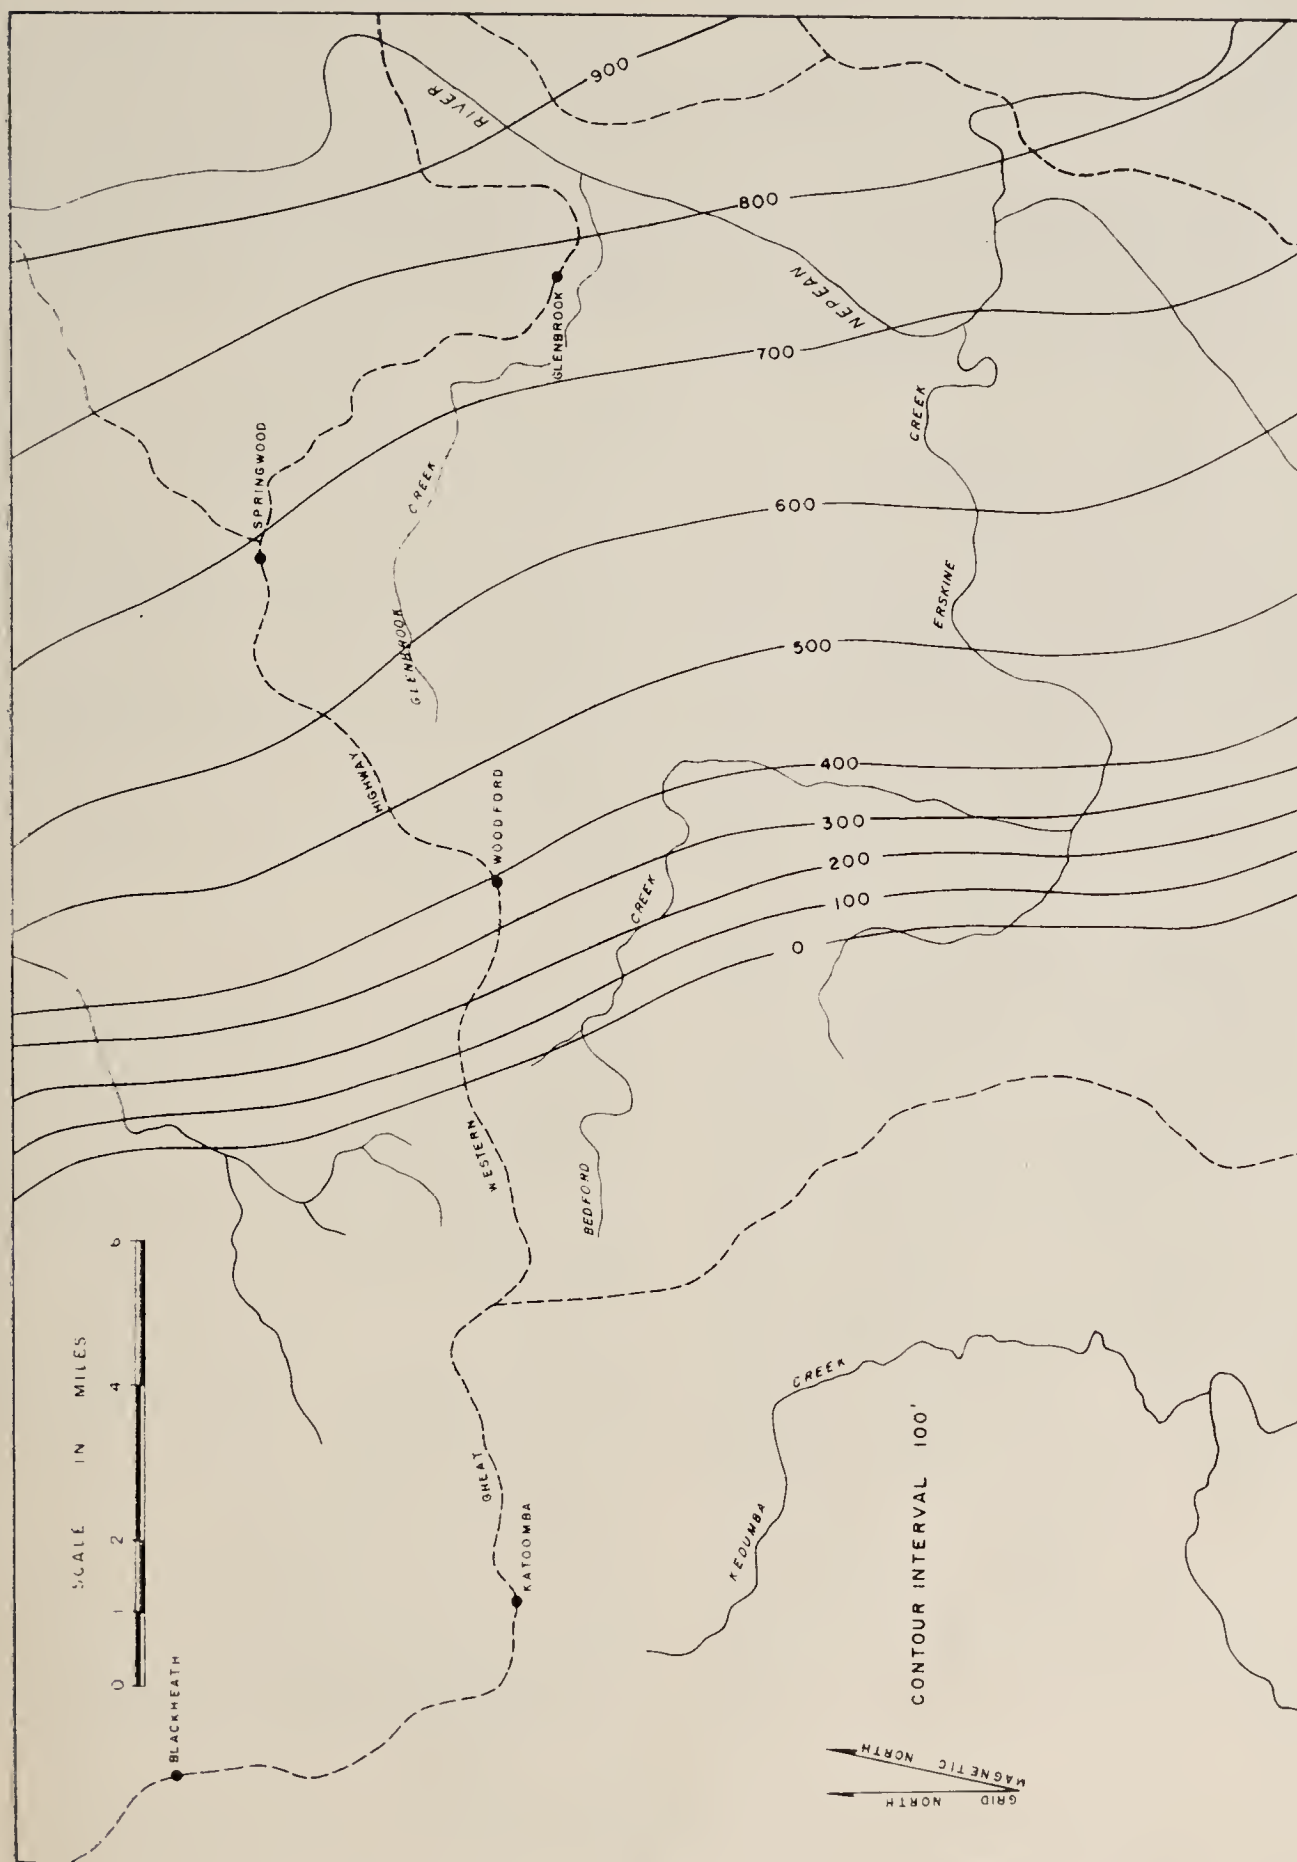 RIVER
900
800
NEPEAN
GLENBROOK
700
SPRINGWOOD
CREEK
CREEK
600
ERSKINE
GLENBROOK
500
HIGHWAY
400
WOODFORD
300
200
CREEK
100
0
WESTERN
BEDFORD
SCALE IN MILES
0 1 2 4 6
CREEK
GHEAT
KATOOMBA
KEDUMBA
CONTOUR INTERVAL 100'
BLACKHEATH
MAGNETIC NORTH
GRID NORTH